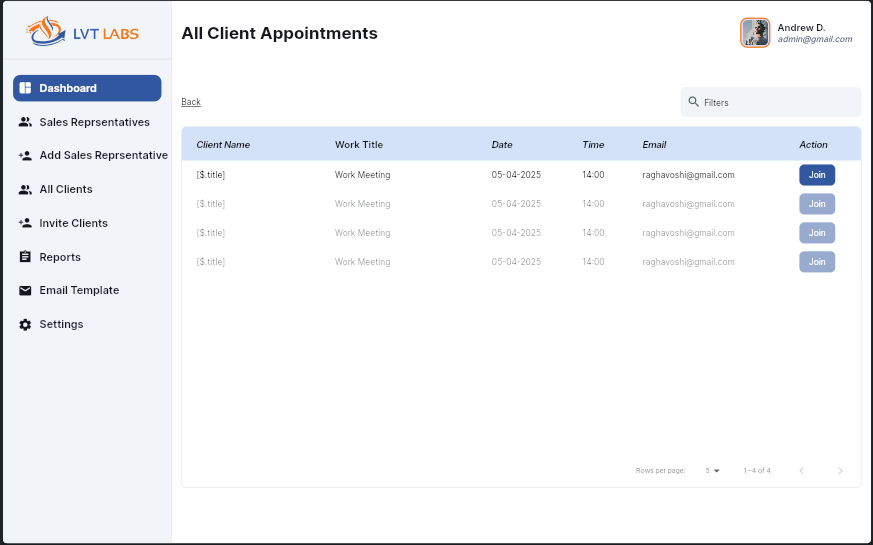 LVT LABS
Dashboard
Sales Reprsentatives
Add Sales Reprsentative
All Clients
Invite Clients
Reports
Email Template
Settings
All Client Appointments
Andrew D.
admin@gmail.com
Back
Filters
Client Name Work Title Date Time Email Action
[$.title] Work Meeting 05-04-2025 14:00 raghavoshi@gmail.com Join
[$.title] Work Meeting 05-04-2025 14:00 raghavoshi@gmail.com Join
[$.title] Work Meeting 05-04-2025 14:00 raghavoshi@gmail.com Join
[$.title] Work Meeting 05-04-2025 14:00 raghavoshi@gmail.com Join
Rows per page: 5 1–4 of 4